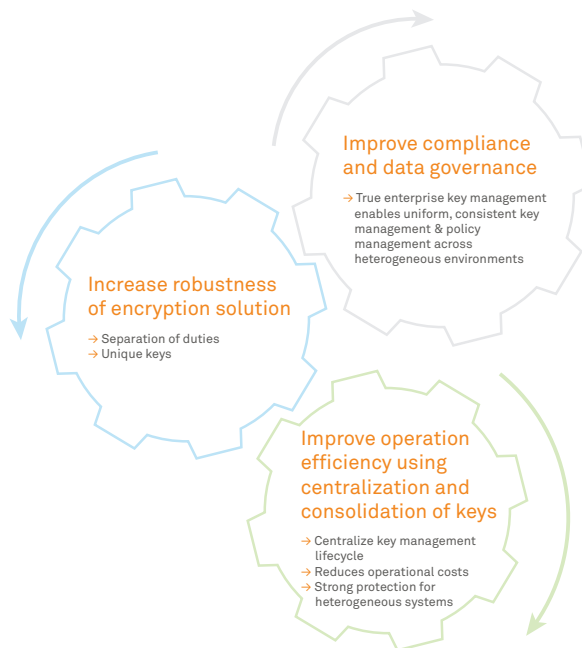 Improve compliance
and data governance
→ True enterprise key management
enables uniform, consistent key
management & policy
management across
heterogeneous environments
Increase robustness
of encryption solution
→ Separation of duties
→ Unique keys
Improve operation
efficiency using
centralization and
consolidation of keys
→ Centralize key management
lifecycle
→ Reduces operational costs
→ Strong protection for
heterogeneous systems